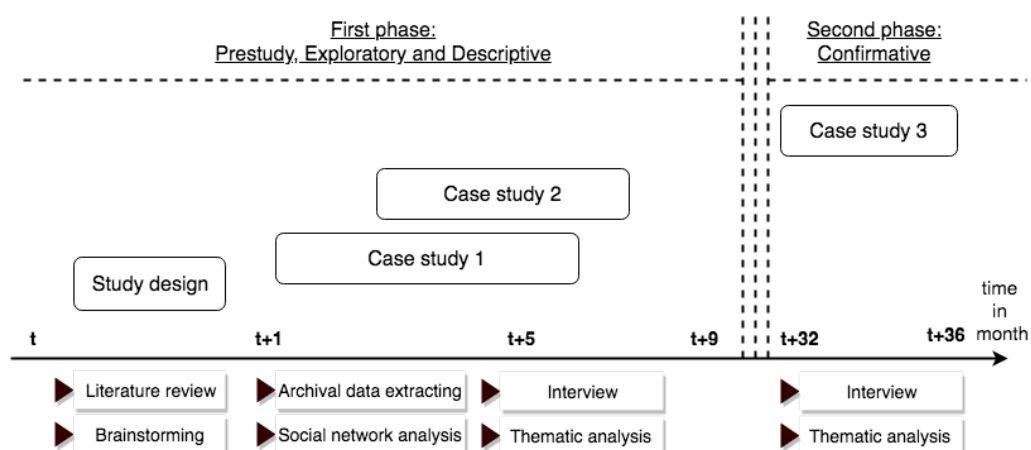 First phase:
Prestudy, Exploratory and Descriptive
Second phase:
Confirmative
Case study 3
Case study 2
Case study 1
Study design
time
in
month
t
t+1
t+5
t+9
t+32
t+36
Literature review
Archival data extracting
Interview
Interview
Brainstorming
Social network analysis
Thematic analysis
Thematic analysis